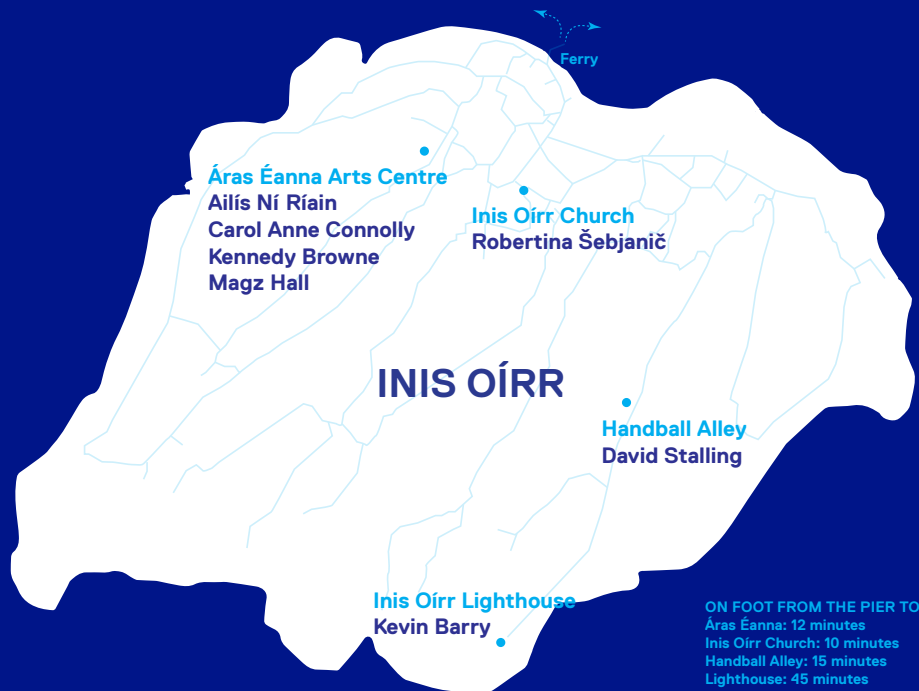 Ferry
Áras Éanna Arts Centre
Ailís Ní Ríain
Carol Anne Connolly
Kennedy Browne
Magz Hall
Inis Oírr Church
Robertina Šebjanič
INIS OÍRR
Handball Alley
David Stalling
Inis Oírr Lighthouse
Kevin Barry
ON FOOT FROM THE PIER TO
Áras Éanna: 12 minutes
Inis Oírr Church: 10 minutes
Handball Alley: 15 minutes
Lighthouse: 45 minutes